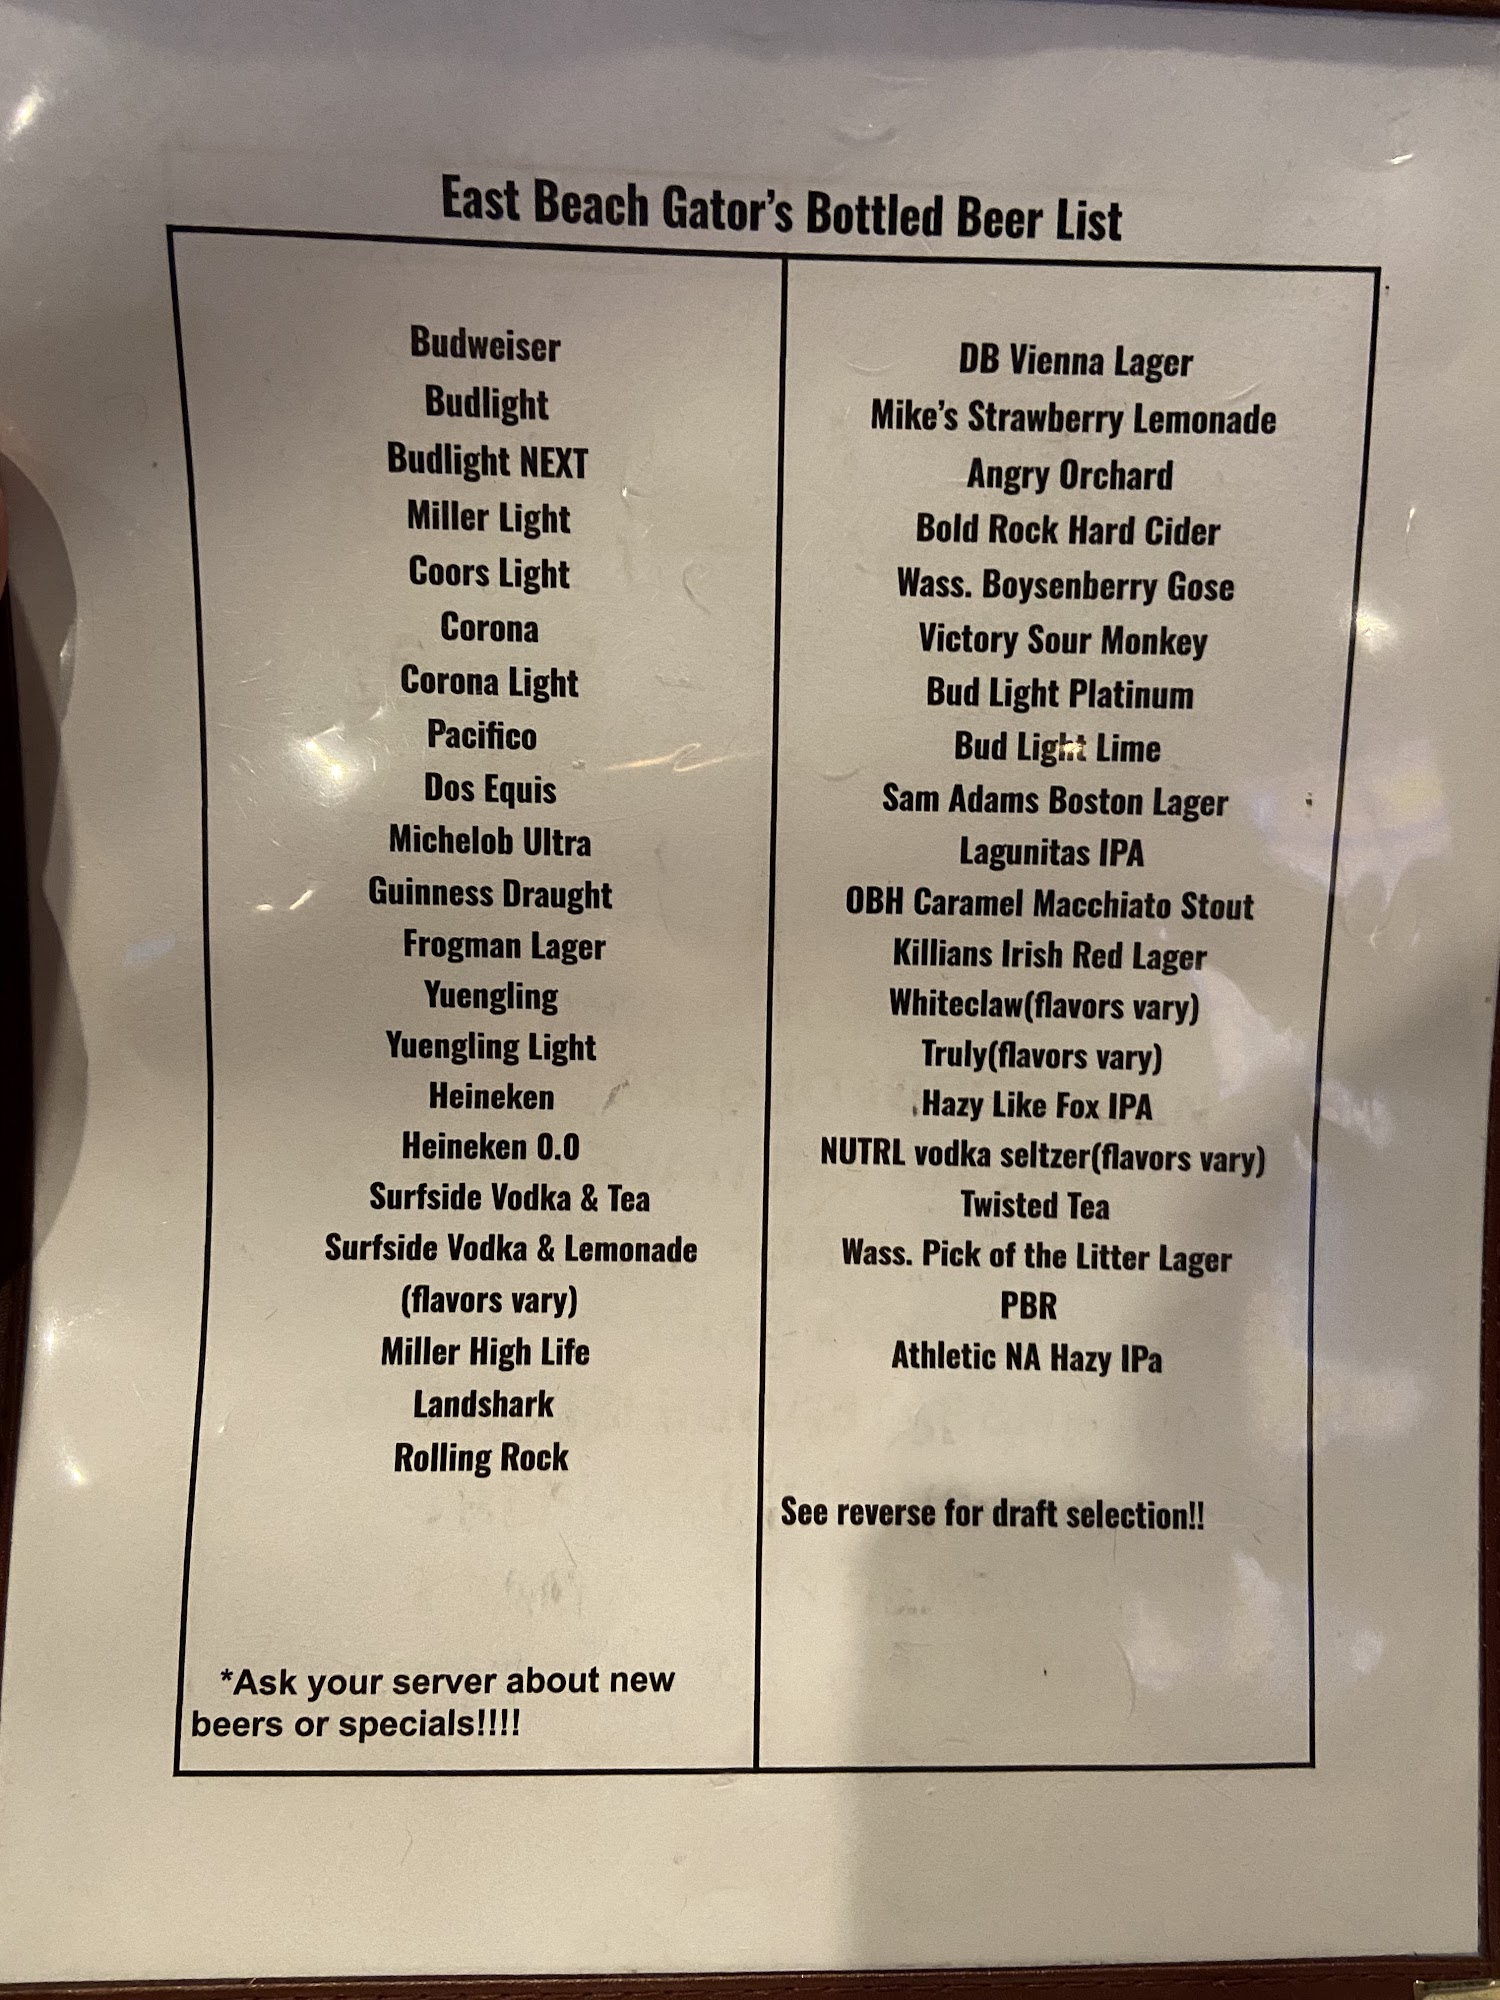 East Beach Gator's Bottled Beer List
Budweiser
Budlight
Budlight NEXT
Miller Light
Coors Light
Corona
Corona Light
Pacifico
Dos Equis
Michelob Ultra
Guinness Draught
Frogman Lager
Yuengling
Yuengling Light
Heineken
Heineken 0.0
Surfside Vodka & Tea
Surfside Vodka & Lemonade
(flavors vary)
Miller High Life
Landshark
Rolling Rock
*Ask your server about new
beers or specials!!!!
DB Vienna Lager
Mike's Strawberry Lemonade
Angry Orchard
Bold Rock Hard Cider
Wass. Boysenberry Gose
Victory Sour Monkey
Bud Light Platinum
Bud Light Lime
Sam Adams Boston Lager
Lagunitas IPA
OBH Caramel Macchiato Stout
Killians Irish Red Lager
Whiteclaw(flavors vary)
Truly(flavors vary)
Hazy Like Fox IPA
NUTRL vodka seltzer(flavors vary)
Twisted Tea
Wass. Pick of the Litter Lager
PBR
Athletic NA Hazy IPa
See reverse for draft selection!!